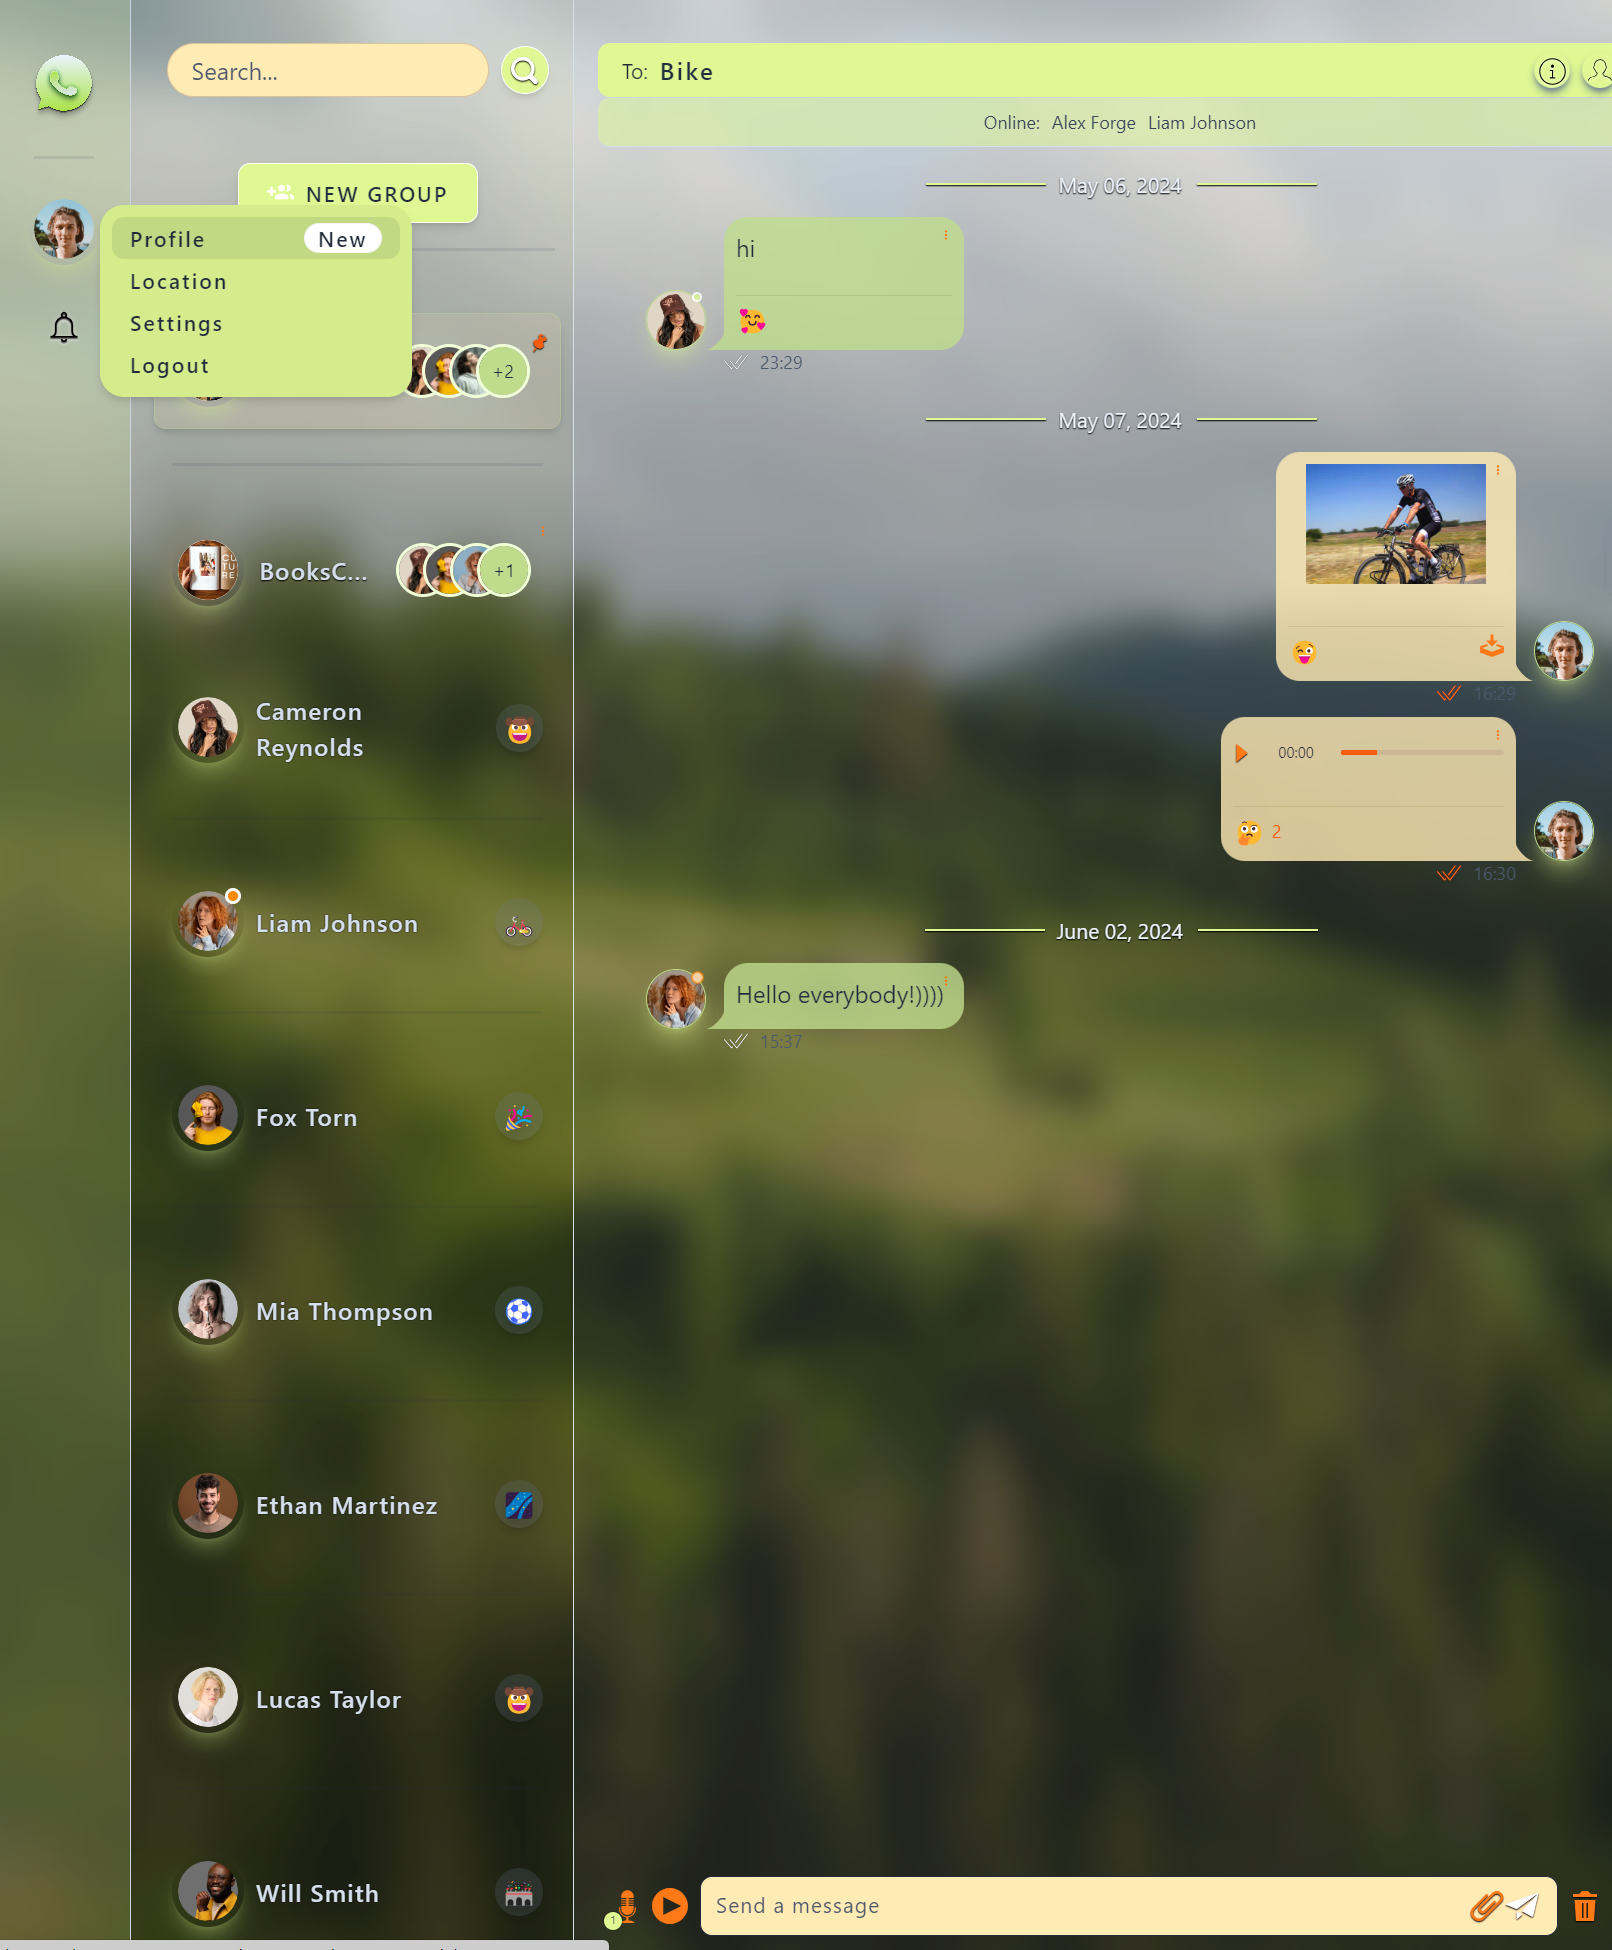 Search...
NEW GROUP
Profile
New
Location
Settings
Logout
+2
BooksC...
+1
Cameron
Reynolds
Liam Johnson
Fox Torn
Mia Thompson
Ethan Martinez
Lucas Taylor
Will Smith
To: Bike
Online: Alex Forge Liam Johnson
May 06, 2024
hi
23:29
May 07, 2024
16:29
00:00
2
16:30
June 02, 2024
Hello everybody!))))
15:37
1
Send a message